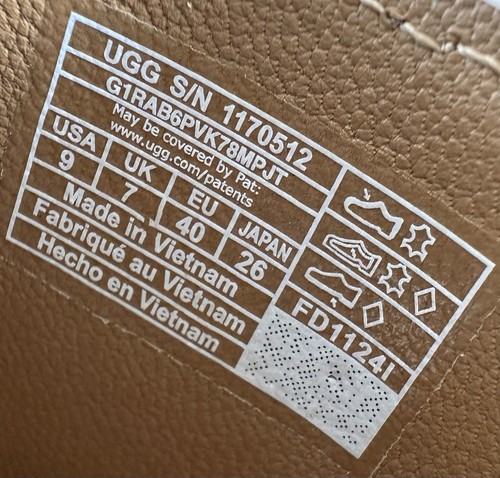 UGG S/N 1170512
G1RAB6PVK78MPJT
May be covered by Pat:
www.ugg.com/patents
USA UK EU JAPAN
9 7 40 26
Made in Vietnam
Fabriqué au Vietnam
Hecho en Vietnam
FD1124I